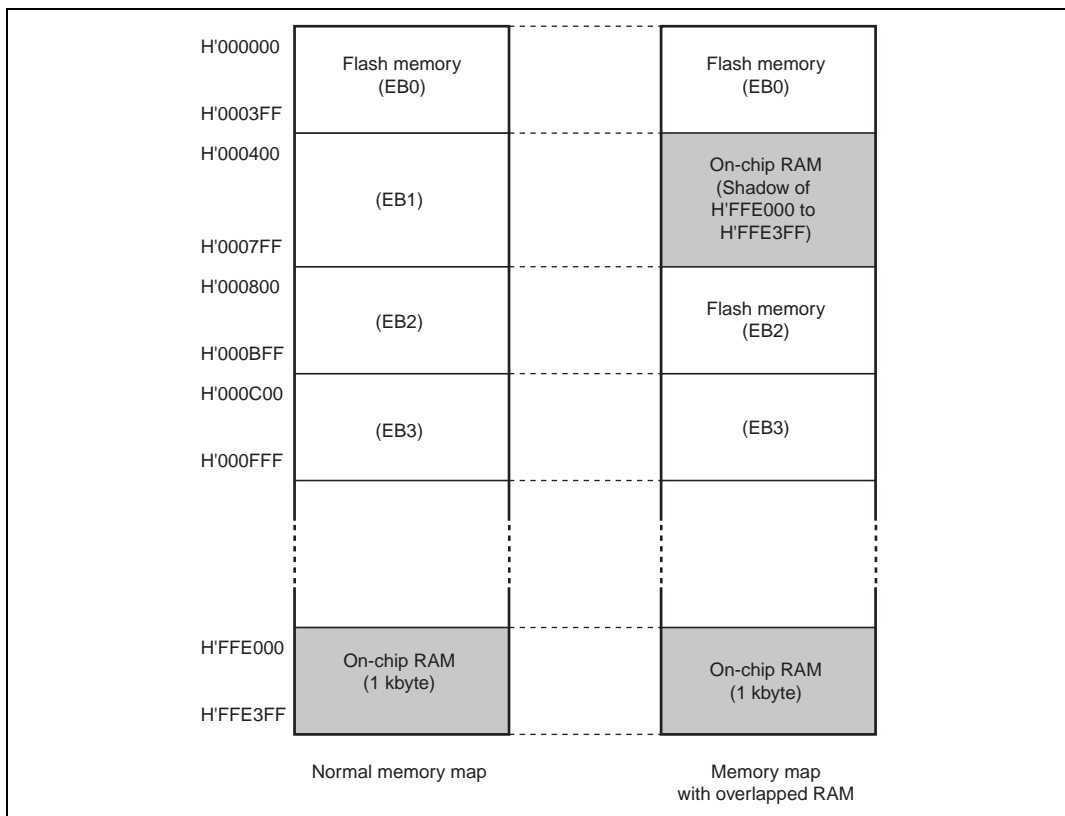 H'000000
Flash memory
(EB0)
Flash memory
(EB0)
H'0003FF
H'000400
(EB1)
On-chip RAM
(Shadow of
H'FFE000 to
H'FFE3FF)
H'0007FF
H'000800
(EB2)
Flash memory
(EB2)
H'000BFF
H'000C00
(EB3)
(EB3)
H'000FFF
H'FFE000
On-chip RAM
(1 kbyte)
On-chip RAM
(1 kbyte)
H'FFE3FF
Normal memory map
Memory map
with overlapped RAM